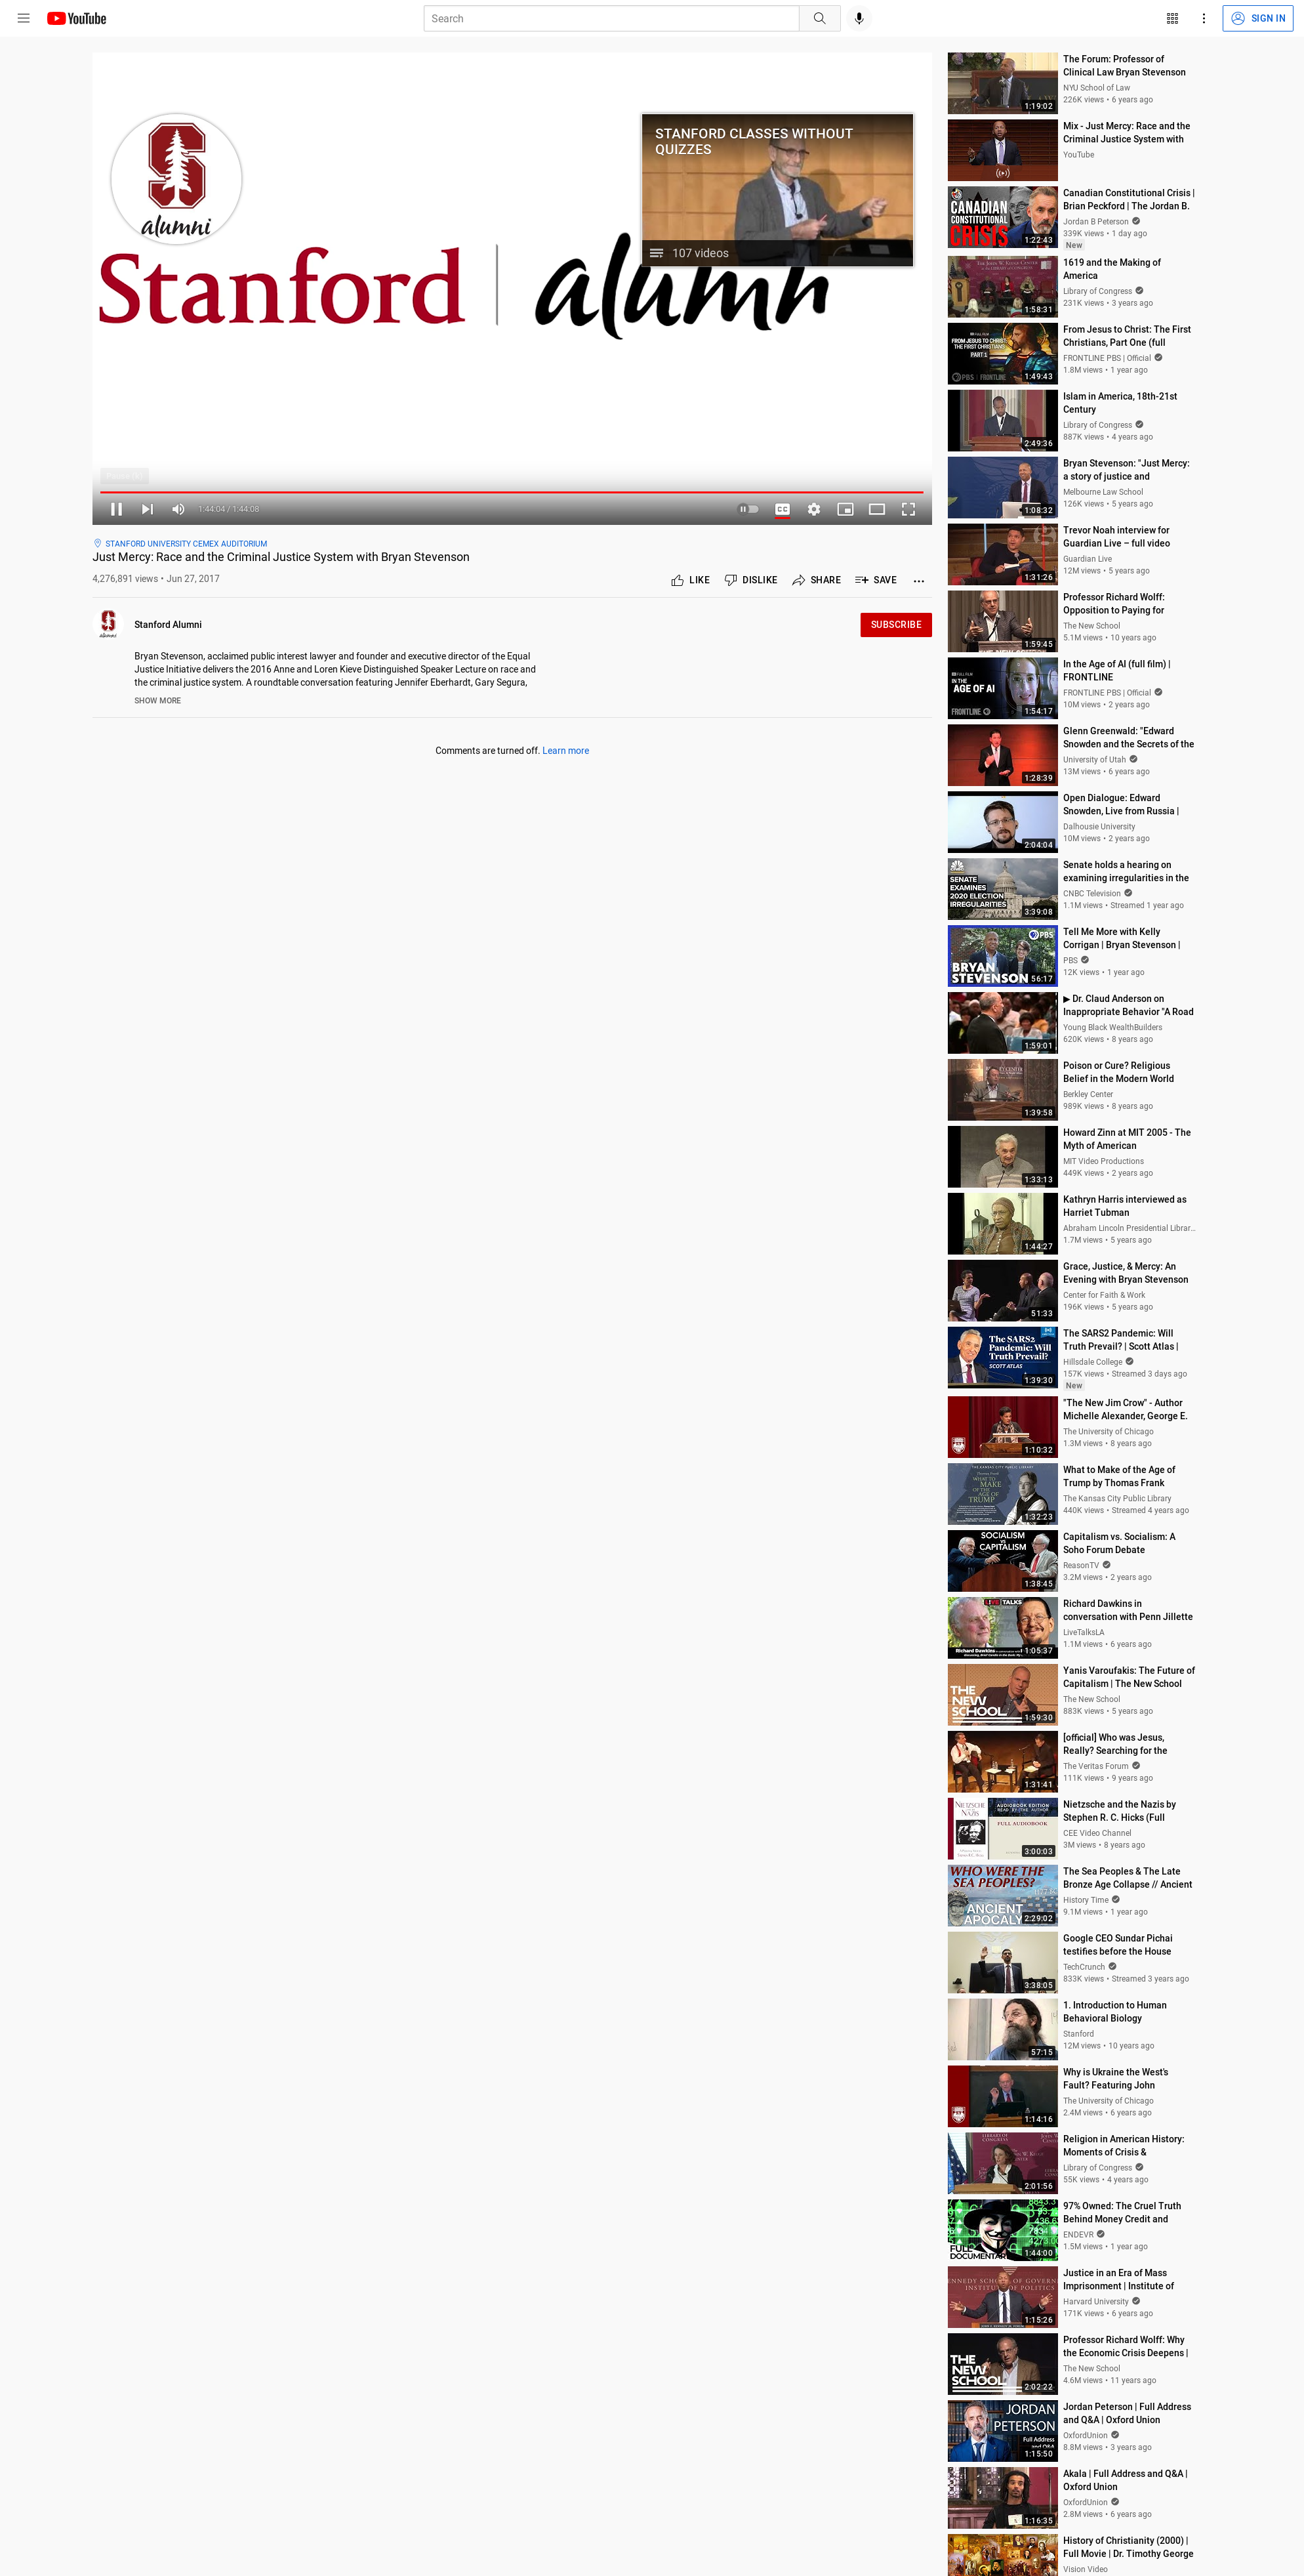 YouTube
Search
SIGN IN
STANFORD CLASSES WITHOUT
QUIZZES
107 videos
alumni
Stanford
1:44:04 / 1:44:08
CC
STANFORD UNIVERSITY CEMEX AUDITORIUM
Just Mercy: Race and the Criminal Justice System with Bryan Stevenson
4,276,891 views • Jun 27, 2017
LIKE
DISLIKE
SHARE
SAVE
Stanford Alumni
SUBSCRIBE
Bryan Stevenson, acclaimed public interest lawyer and founder and executive director of the Equal
Justice Initiative delivers the 2016 Anne and Loren Kieve Distinguished Speaker Lecture on race and
the criminal justice system. A roundtable conversation featuring Jennifer Eberhardt, Gary Segura,
SHOW MORE
Comments are turned off. Learn more
1:19:02
The Forum: Professor of
Clinical Law Bryan Stevenson
NYU School of Law
226K views • 6 years ago
Mix - Just Mercy: Race and the
Criminal Justice System with
YouTube
CANADIAN
CONSTITUTIONAL
CRISIS
1:22:43
Canadian Constitutional Crisis |
Brian Peckford | The Jordan B.
Jordan B Peterson
339K views • 1 day ago
New
1:58:31
1619 and the Making of
America
Library of Congress
231K views • 3 years ago
FROM JESUS TO CHRIST:
THE FIRST CHRISTIANS
PART 1
PBS FRONTLINE
1:49:43
From Jesus to Christ: The First
Christians, Part One (full
FRONTLINE PBS | Official
1.8M views • 1 year ago
2:49:36
Islam in America, 18th-21st
Century
Library of Congress
887K views • 4 years ago
1:08:32
Bryan Stevenson: "Just Mercy:
a story of justice and
Melbourne Law School
126K views • 5 years ago
1:31:26
Trevor Noah interview for
Guardian Live – full video
Guardian Live
12M views • 5 years ago
1:59:45
Professor Richard Wolff:
Opposition to Paying for
The New School
5.1M views • 10 years ago
IN THE
AGE OF AI
FRONTLINE
1:54:17
In the Age of AI (full film) |
FRONTLINE
FRONTLINE PBS | Official
10M views • 2 years ago
1:28:39
Glenn Greenwald: "Edward
Snowden and the Secrets of the
University of Utah
13M views • 6 years ago
2:04:04
Open Dialogue: Edward
Snowden, Live from Russia |
Dalhousie University
10M views • 2 years ago
SENATE
EXAMINES
2020 ELECTION
IRREGULARITIES
3:39:08
Senate holds a hearing on
examining irregularities in the
CNBC Television
1.1M views • Streamed 1 year ago
PBS
BRYAN
STEVENSON
56:17
Tell Me More with Kelly
Corrigan | Bryan Stevenson |
PBS
12K views • 1 year ago
1:59:01
▶ Dr. Claud Anderson on
Inappropriate Behavior "A Road
Young Black WealthBuilders
620K views • 8 years ago
1:39:58
Poison or Cure? Religious
Belief in the Modern World
Berkley Center
989K views • 8 years ago
1:33:13
Howard Zinn at MIT 2005 - The
Myth of American
MIT Video Productions
449K views • 2 years ago
1:44:27
Kathryn Harris interviewed as
Harriet Tubman
Abraham Lincoln Presidential Librar...
1.7M views • 5 years ago
51:33
Grace, Justice, & Mercy: An
Evening with Bryan Stevenson
Center for Faith & Work
196K views • 5 years ago
The SARS2
Pandemic: Will
Truth Prevail?
SCOTT ATLAS
1:39:30
The SARS2 Pandemic: Will
Truth Prevail? | Scott Atlas |
Hillsdale College
157K views • Streamed 3 days ago
New
1:10:32
"The New Jim Crow" - Author
Michelle Alexander, George E.
The University of Chicago
1.3M views • 8 years ago
WHAT TO
MAKE
OF THE
AGE OF
TRUMP
1:32:23
What to Make of the Age of
Trump by Thomas Frank
The Kansas City Public Library
440K views • Streamed 4 years ago
SOCIALISM
VS
CAPITALISM
1:38:45
Capitalism vs. Socialism: A
Soho Forum Debate
ReasonTV
3.2M views • 2 years ago
LIVE TALKS
1:05:37
Richard Dawkins in
conversation with Penn Jillette
LiveTalksLA
1.1M views • 6 years ago
THE
NEW
SCHOOL
1:59:30
Yanis Varoufakis: The Future of
Capitalism | The New School
The New School
883K views • 5 years ago
1:31:41
[official] Who was Jesus,
Really? Searching for the
The Veritas Forum
111K views • 9 years ago
AUDIOBOOK EDITION
READ BY THE AUTHOR
FULL AUDIOBOOK
3:00:03
Nietzsche and the Nazis by
Stephen R. C. Hicks (Full
CEE Video Channel
3M views • 8 years ago
WHO WERE THE
SEA PEOPLES?
ANCIENT
APOCALY
2:29:02
The Sea Peoples & The Late
Bronze Age Collapse // Ancient
History Time
9.1M views • 1 year ago
3:38:05
Google CEO Sundar Pichai
testifies before the House
TechCrunch
833K views • Streamed 3 years ago
57:15
1. Introduction to Human
Behavioral Biology
Stanford
12M views • 10 years ago
1:14:16
Why is Ukraine the West's
Fault? Featuring John
The University of Chicago
2.4M views • 6 years ago
2:01:56
Religion in American History:
Moments of Crisis &
Library of Congress
55K views • 4 years ago
FULL
DOCUMENTAR
1:44:00
97% Owned: The Cruel Truth
Behind Money Credit and
ENDEVR
1.5M views • 1 year ago
1:15:26
Justice in an Era of Mass
Imprisonment | Institute of
Harvard University
171K views • 6 years ago
THE
NEW
SCHOOL
2:02:22
Professor Richard Wolff: Why
the Economic Crisis Deepens |
The New School
4.6M views • 11 years ago
JORDAN
PETERSON
Full Address
and Q&A
1:15:50
Jordan Peterson | Full Address
and Q&A | Oxford Union
OxfordUnion
8.8M views • 3 years ago
1:16:35
Akala | Full Address and Q&A |
Oxford Union
OxfordUnion
2.8M views • 6 years ago
History of Christianity (2000) |
Full Movie | Dr. Timothy George
Vision Video